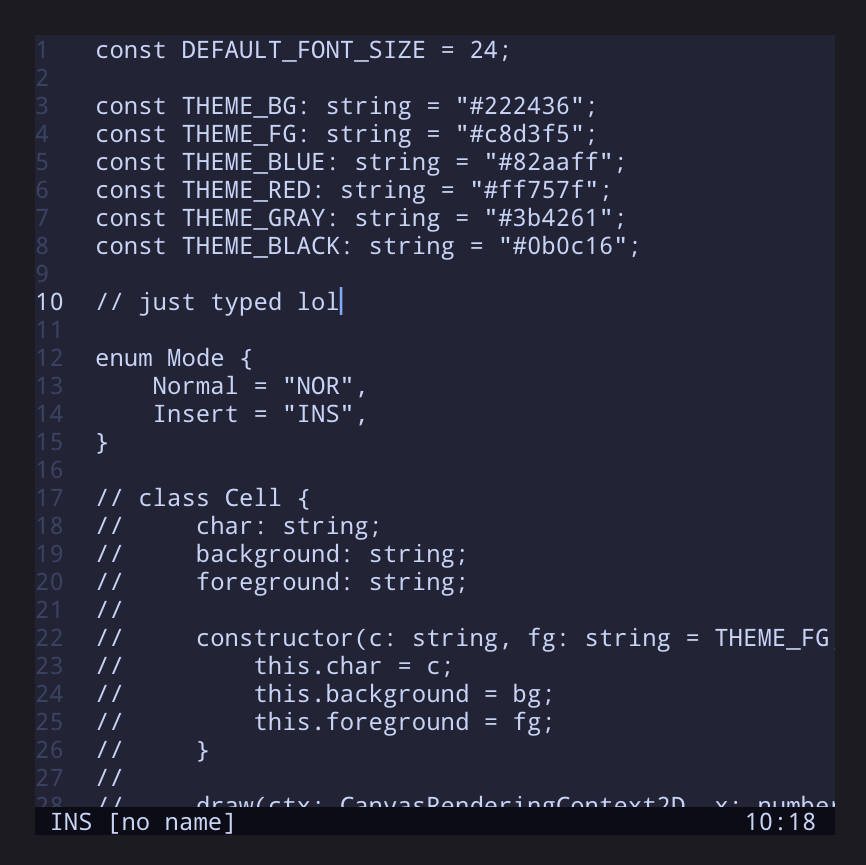 1 const DEFAULT_FONT_SIZE = 24;
2
3 const THEME_BG: string = "#222436";
4 const THEME_FG: string = "#c8d3f5";
5 const THEME_BLUE: string = "#82aaff";
6 const THEME_RED: string = "#ff757f";
7 const THEME_GRAY: string = "#3b4261";
8 const THEME_BLACK: string = "#0b0c16";
9
10 // just typed lol
11
12 enum Mode {
13     Normal = "NOR",
14     Insert = "INS",
15 }
16
17 // class Cell {
18 //     char: string;
19 //     background: string;
20 //     foreground: string;
21 //
22 //     constructor(c: string, fg: string = THEME_FG,
23 //         this.char = c;
24 //         this.background = bg;
25 //         this.foreground = fg;
26 //     }
27 //
28 //     draw(ctx: CanvasRenderingContext2D, x: number
INS [no name] 10:18